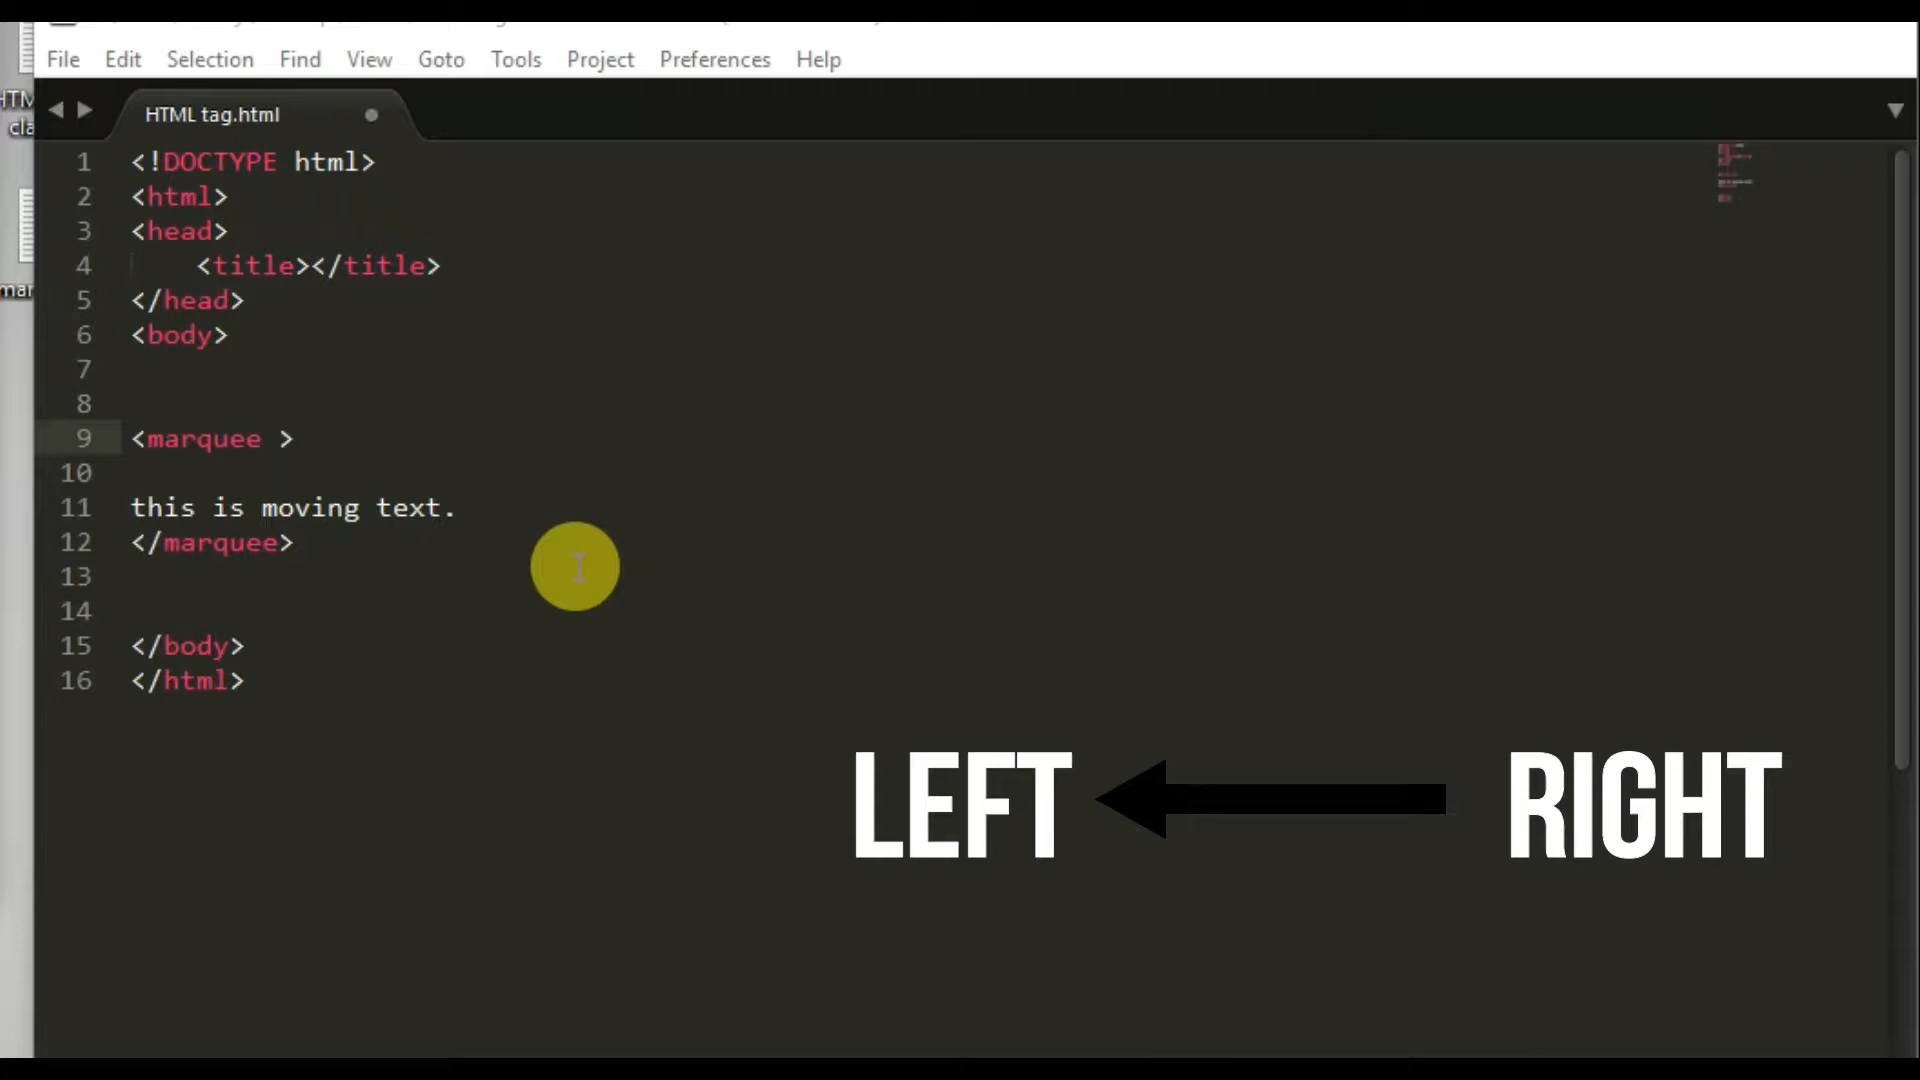 File Edit Selection Find View Goto Tools Project Preferences Help
HTML tag.html
1 <!DOCTYPE html>
2 <html>
3 <head>
4 <title></title>
5 </head>
6 <body>
7
8
9 <marquee >
10
11 this is moving text.
12 </marquee>
13
14
15 </body>
16 </html>
LEFT RIGHT